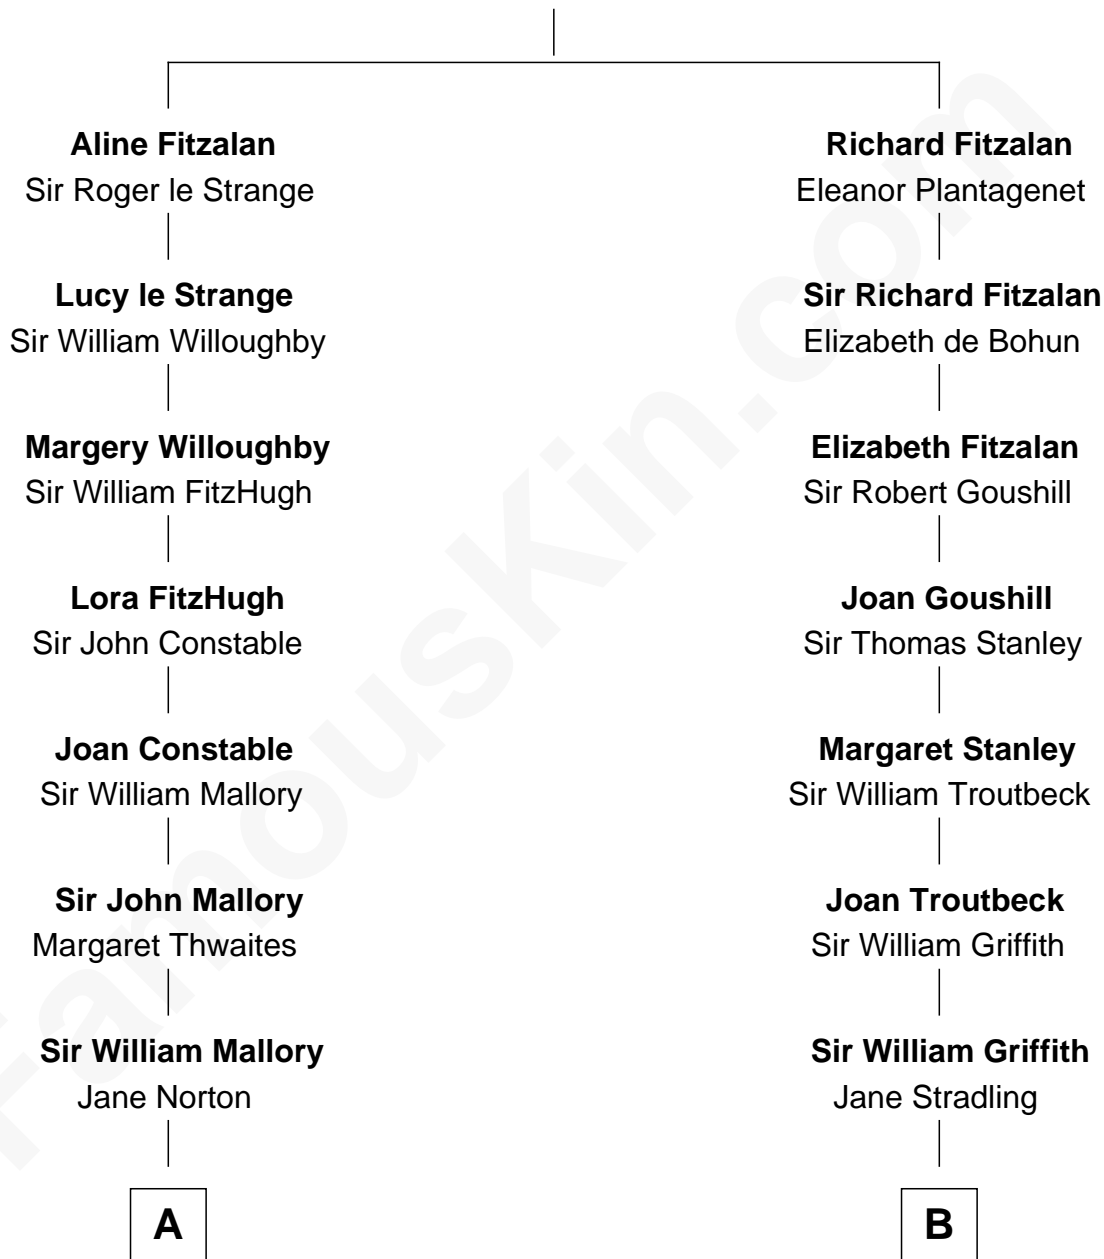 Aline Fitzalan
Sir Roger le Strange
Lucy le Strange
Sir William Willoughby
Margery Willoughby
Sir William FitzHugh
Lora FitzHugh
Sir John Constable
Joan Constable
Sir William Mallory
Sir John Mallory
Margaret Thwaites
Sir William Mallory
Jane Norton
A
Richard Fitzalan
Eleanor Plantagenet
Sir Richard Fitzalan
Elizabeth de Bohun
Elizabeth Fitzalan
Sir Robert Goushill
Joan Goushill
Sir Thomas Stanley
Margaret Stanley
Sir William Troutbeck
Joan Troutbeck
Sir William Griffith
Sir William Griffith
Jane Stradling
B
FamousKin.com